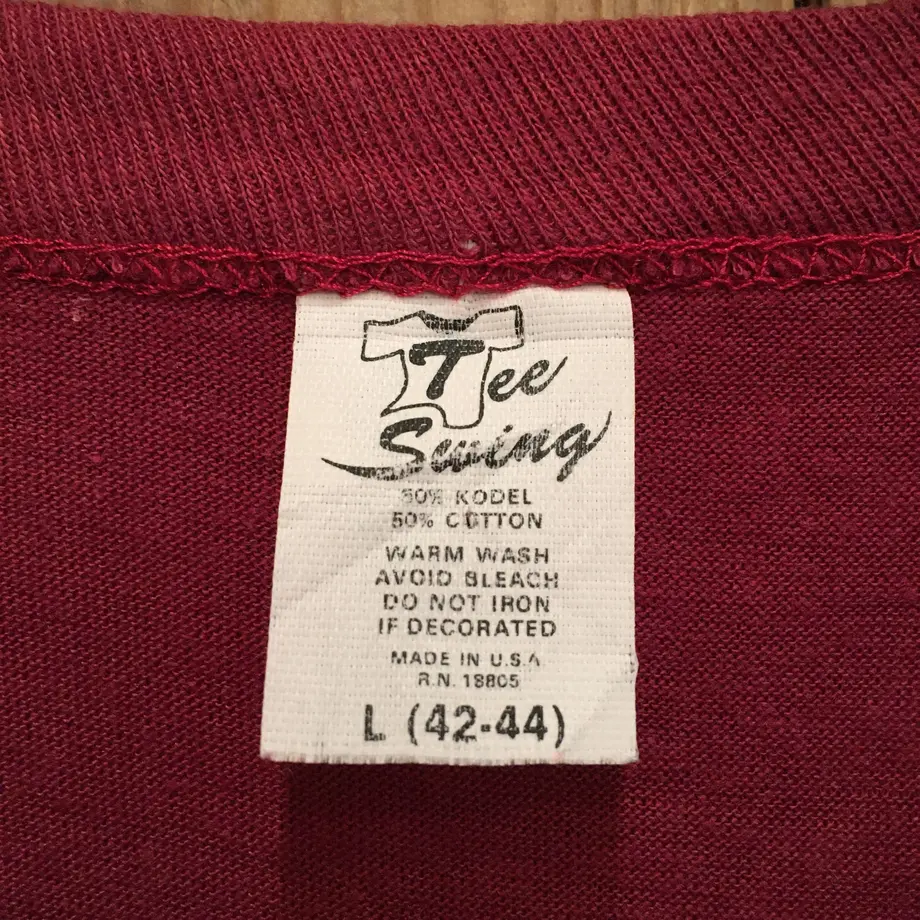 Tee
Swing
50% KODEL
50% COTTON
WARM WASH
AVOID BLEACH
DO NOT IRON
IF DECORATED
MADE IN U.S.A
R.N. 18805
L (42-44)